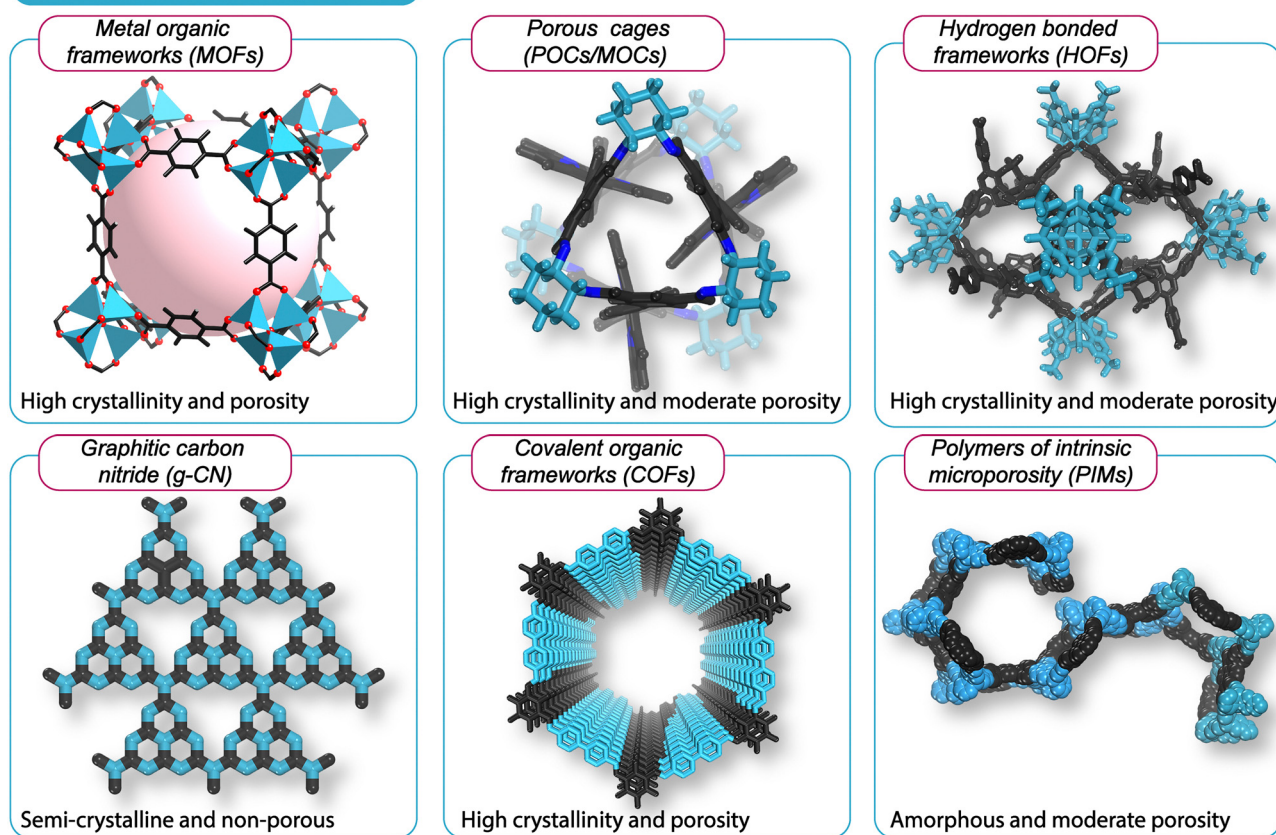 Metal organic
frameworks (MOFs)
High crystallinity and porosity
Porous cages
(POCs/MOCs)
High crystallinity and moderate porosity
Hydrogen bonded
frameworks (HOFs)
High crystallinity and moderate porosity
Graphitic carbon
nitride (g-CN)
Semi-crystalline and non-porous
Covalent organic
frameworks (COFs)
High crystallinity and porosity
Polymers of intrinsic
microporosity (PIMs)
Amorphous and moderate porosity